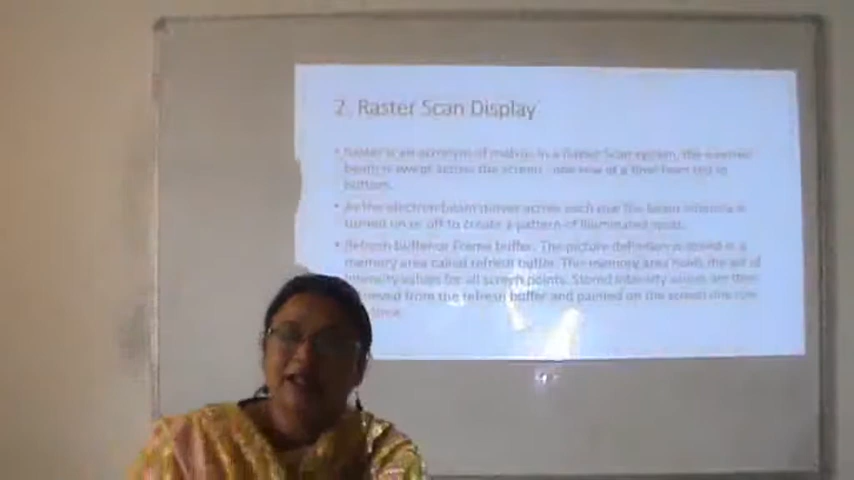 2. Raster Scan Display
• Raster is an acronym of matrix. In a Raster Scan system, the electron
beam is swept across the screen, one row at a time from top to
bottom.
• As the electron beam moves across each row the beam intensity is
turned on or off to create a pattern of illuminated spots.
• Refresh buffer or Frame buffer. The picture definition is stored in a
memory area called refresh buffer. This memory area holds the set of
intensity values for all screen points. Stored intensity values are then
from the refresh buffer and painted on the screen one row
time.